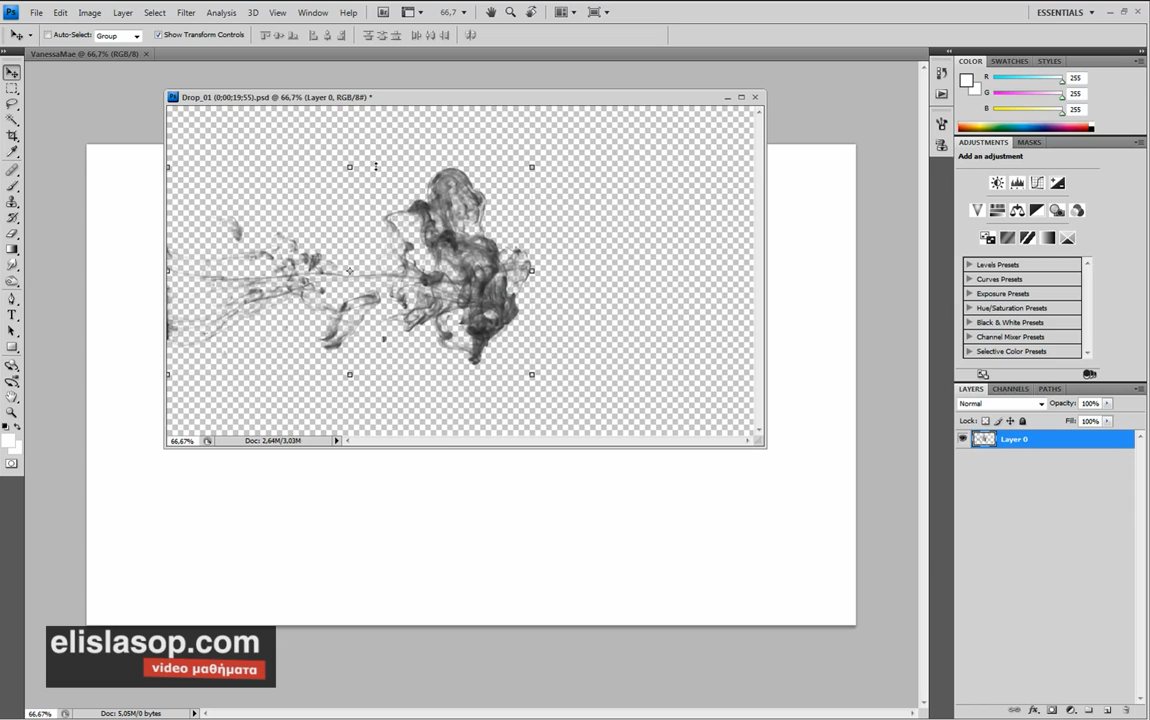 Ps File Edit Image Layer Select Filter Analysis 3D View Window Help 66,7 ESSENTIALS
Auto-Select: Group Show Transform Controls
VanessaMae @ 66,7% (RGB/8)
COLOR SWATCHES STYLES
R 255
G 255
B 255
Drop_01 (0;00;19;55).psd @ 66,7% (Layer 0, RGB/8#) *
ADJUSTMENTS MASKS
Add an adjustment
Levels Presets
Curves Presets
Exposure Presets
Hue/Saturation Presets
Black & White Presets
Channel Mixer Presets
Selective Color Presets
LAYERS CHANNELS PATHS
Normal Opacity: 100%
Lock: Fill: 100%
Layer 0
66,67% Doc: 2,64M/3,03M
elislasop.com
video μαθήματα
66,67% Doc: 5,05M/0 bytes